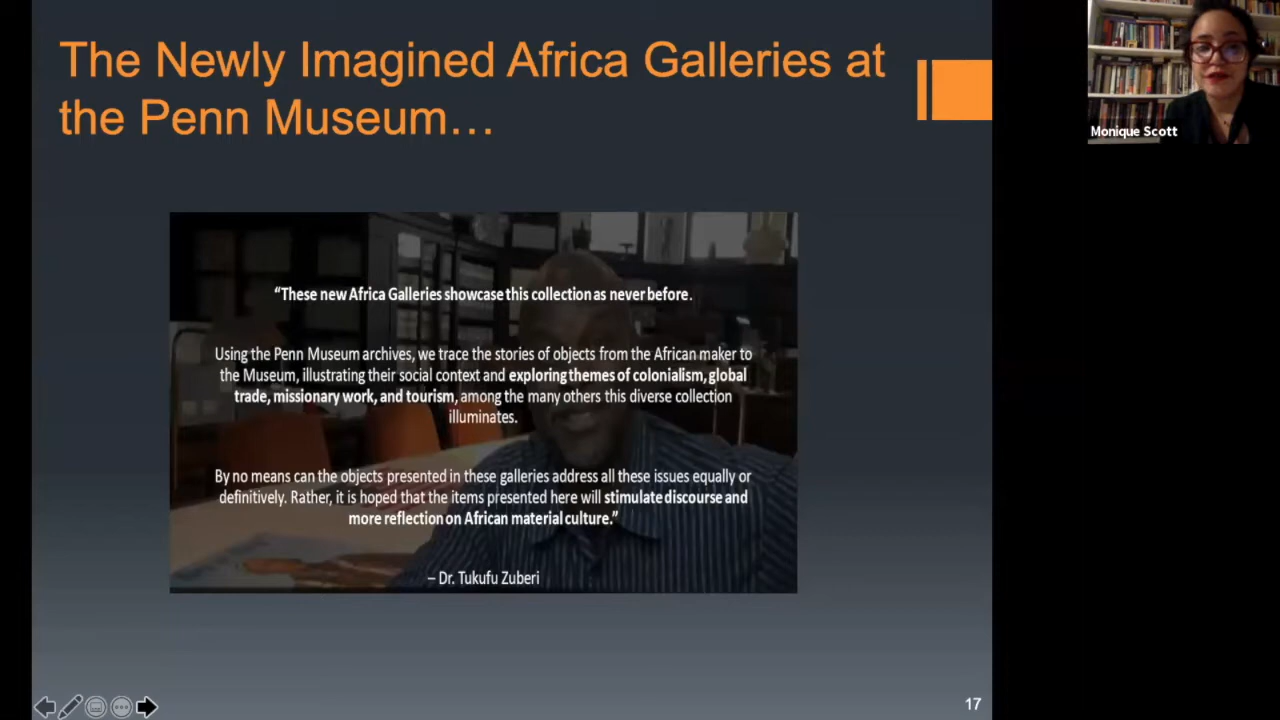 The Newly Imagined Africa Galleries at
the Penn Museum…
Monique Scott
“These new Africa Galleries showcase this collection as never before.
Using the Penn Museum archives, we trace the stories of objects from the African maker to
the Museum, illustrating their social context and exploring themes of colonialism, global
trade, missionary work, and tourism, among the many others this diverse collection
illuminates.
By no means can the objects presented in these galleries address all these issues equally or
definitively. Rather, it is hoped that the items presented here will stimulate discourse and
more reflection on African material culture.”
– Dr. Tukufu Zuberi
17